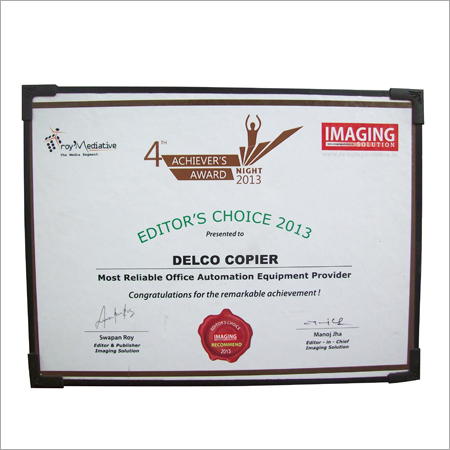 troyMediative
The Media Segment
4TH
ACHIEVER'S
AWARD
NIGHT
2013
IMAGING
SOLUTION
EDITOR'S CHOICE 2013
Presented to
DELCO COPIER
Most Reliable Office Automation Equipment Provider
Congratulations for the remarkable achievement !
Swapan Roy
Editor & Publisher
Imaging Solution
EDITOR'S CHOICE
IMAGING
RECOMMEND
2013
Manoj Jha
Editor - in - Chief
Imaging Solution